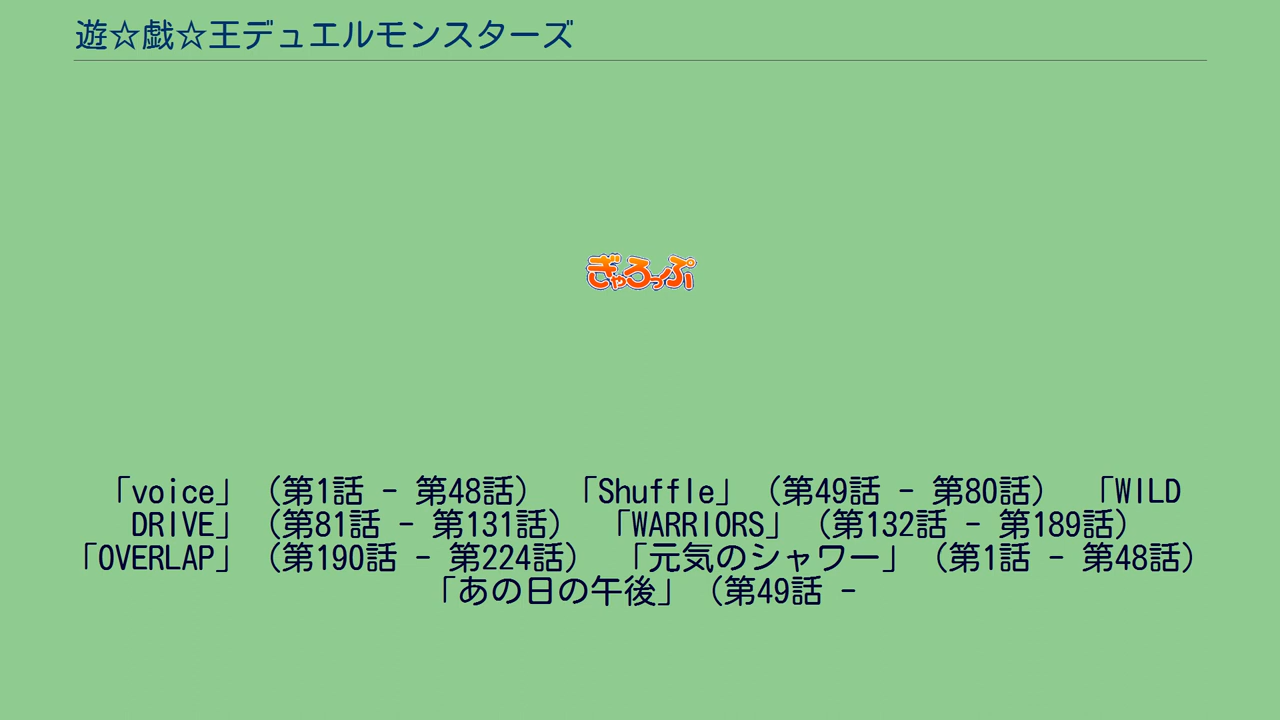 遊☆戯☆王デュエルモンスターズ
ぎゃろっぷ
「voice」（第1話 - 第48話） 「Shuffle」（第49話 - 第80話） 「WILD
DRIVE」（第81話 - 第131話） 「WARRIORS」（第132話 - 第189話）
「OVERLAP」（第190話 - 第224話） 「元気のシャワー」（第1話 - 第48話）
「あの日の午後」（第49話 -